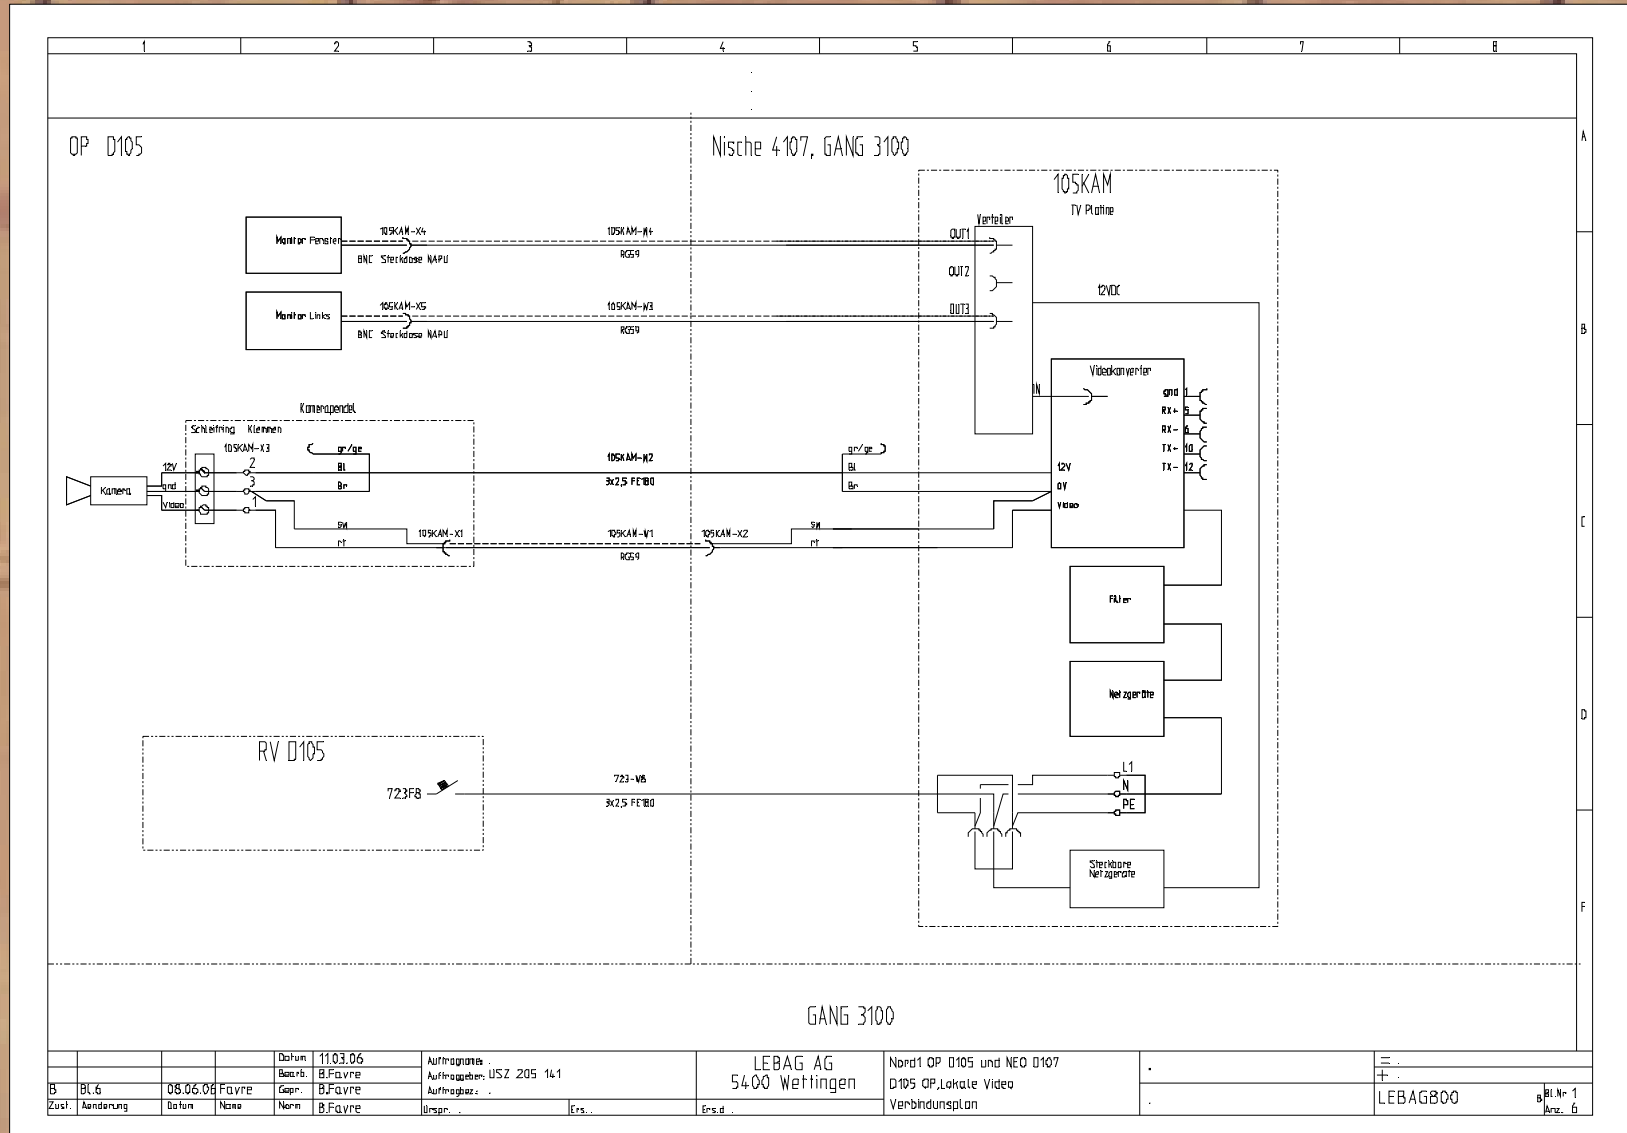 1 2 3 4 5 6 7 8
A
B
C
D
F
OP D105
Nische 4107, GANG 3100
105KAM
TV Platine
Verteiler
Monitor Fenster
105KAM-X4
BNC Steckdose NAPU
105KAM-W4
RG59
OUT1
OUT2
OUT3
12VDC
Monitor Links
105KAM-X5
BNC Steckdose NAPU
105KAM-W3
RG59
IN
Videokonverter
gnd 1
RX+ 5
RX- 6
TX+ 10
TX- 12
12V
0V
Video
Kamerapendel
Schleifring Klemmen
105KAM-X3
gr/ge
Bl
Br
sw
rt
2
3
1
Kamera
12V
gnd
Video
105KAM-W2
3x2,5 FE180
gr/ge
Bl
Br
sw
rt
105KAM-X1
105KAM-W1
RG59
105KAM-X2
Filter
Netzgeräte
RV D105
723F8
723-W8
3x2,5 FE180
L1
N
PE
Steckbare
Netzgeräte
GANG 3100
Datum 11.03.06
Bearb. B.Favre
B Bl.6 08.06.06 Favre Gepr. B.Favre
Zust. Aenderung Datum Name Norm B.Favre
Auftragname: .
Auftraggeber: USZ 205 141
Auftragbez.: .
Urspr. . Ers.. Ers.d .
LEBAG AG
5400 Wettingen
Nord1 OP D105 und NEO D107
D105 OP,Lokale Video
Verbindunsplan
= .
+ .
LEBAG800
B Bl.Nr 1
Anz. 6